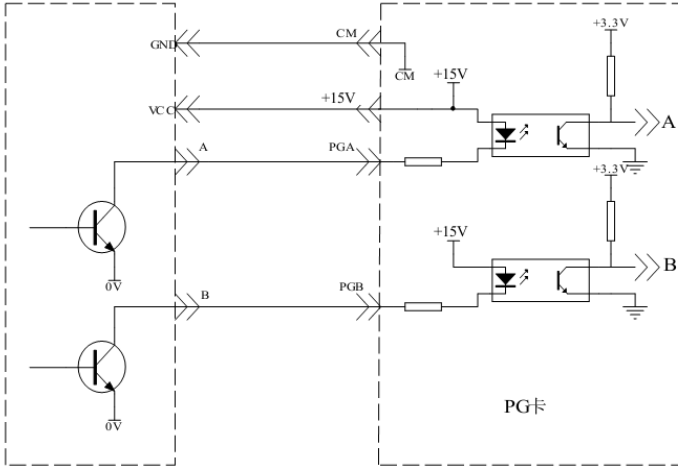 GND
CM
CM
+3.3V
VCC
+15V
+15V
A
A
PGA
+3.3V
0V
+15V
B
B
PGB
0V
PG卡